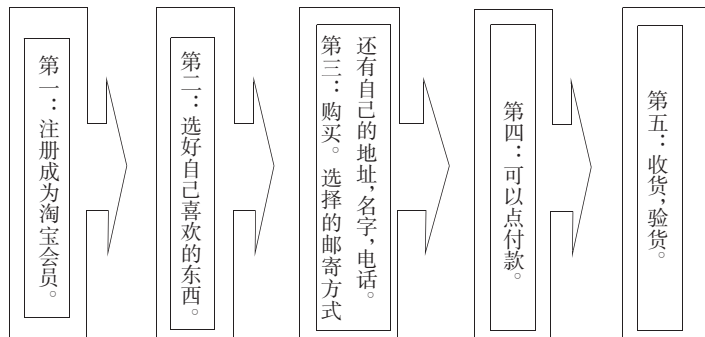 第一：注册成为淘宝会员。
第二：选好自己喜欢的东西。
第三：购买。选择的邮寄方式
还有自己的地址,名字,电话。
第四：可以点付款。
第五：收货,验货。